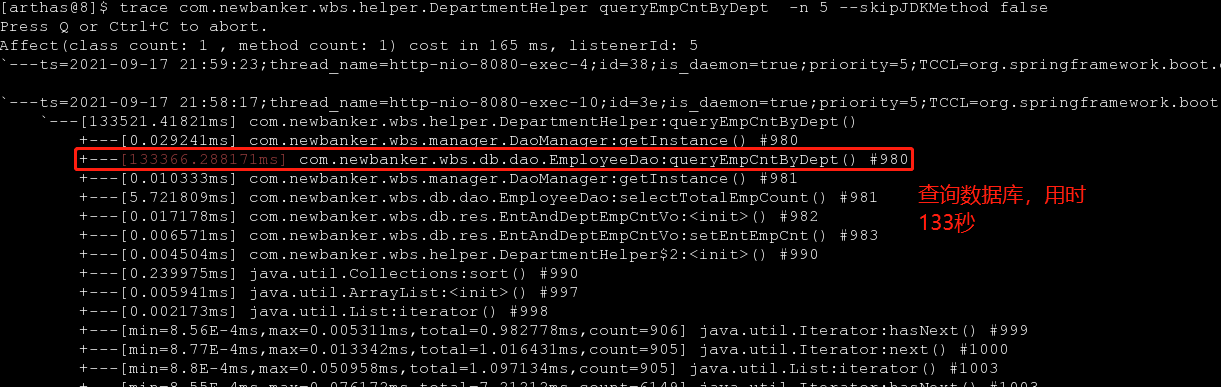 [arthas@8]$ trace com.newbanker.wbs.helper.DepartmentHelper queryEmpCntByDept  -n 5 --skipJDKMethod false
Press Q or Ctrl+C to abort.
Affect(class count: 1 , method count: 1) cost in 165 ms, listenerId: 5
`---ts=2021-09-17 21:59:23;thread_name=http-nio-8080-exec-4;id=38;is_daemon=true;priority=5;TCCL=org.springframework.boot.
`---ts=2021-09-17 21:58:17;thread_name=http-nio-8080-exec-10;id=3e;is_daemon=true;priority=5;TCCL=org.springframework.boot
`---[133521.41821ms] com.newbanker.wbs.helper.DepartmentHelper:queryEmpCntByDept()
+---[0.029241ms] com.newbanker.wbs.manager.DaoManager:getInstance() #980
+---[133366.288171ms] com.newbanker.wbs.db.dao.EmployeeDao:queryEmpCntByDept() #980
+---[0.010333ms] com.newbanker.wbs.manager.DaoManager:getInstance() #981
+---[5.721809ms] com.newbanker.wbs.db.dao.EmployeeDao:selectTotalEmpCount() #981
查询数据库，用时
133秒
+---[0.017178ms] com.newbanker.wbs.db.res.EntAndDeptEmpCntVo:<init>() #982
+---[0.006571ms] com.newbanker.wbs.db.res.EntAndDeptEmpCntVo:setEntEmpCnt() #983
+---[0.004504ms] com.newbanker.wbs.helper.DepartmentHelper$2:<init>() #990
+---[0.239975ms] java.util.Collections:sort() #990
+---[0.005941ms] java.util.ArrayList:<init>() #997
+---[0.002173ms] java.util.List:iterator() #998
+---[min=8.56E-4ms,max=0.005311ms,total=0.982778ms,count=906] java.util.Iterator:hasNext() #999
+---[min=8.77E-4ms,max=0.013342ms,total=1.016431ms,count=905] java.util.Iterator:next() #1000
+---[min=8.8E-4ms,max=0.050958ms,total=1.097134ms,count=905] java.util.List:iterator() #1003